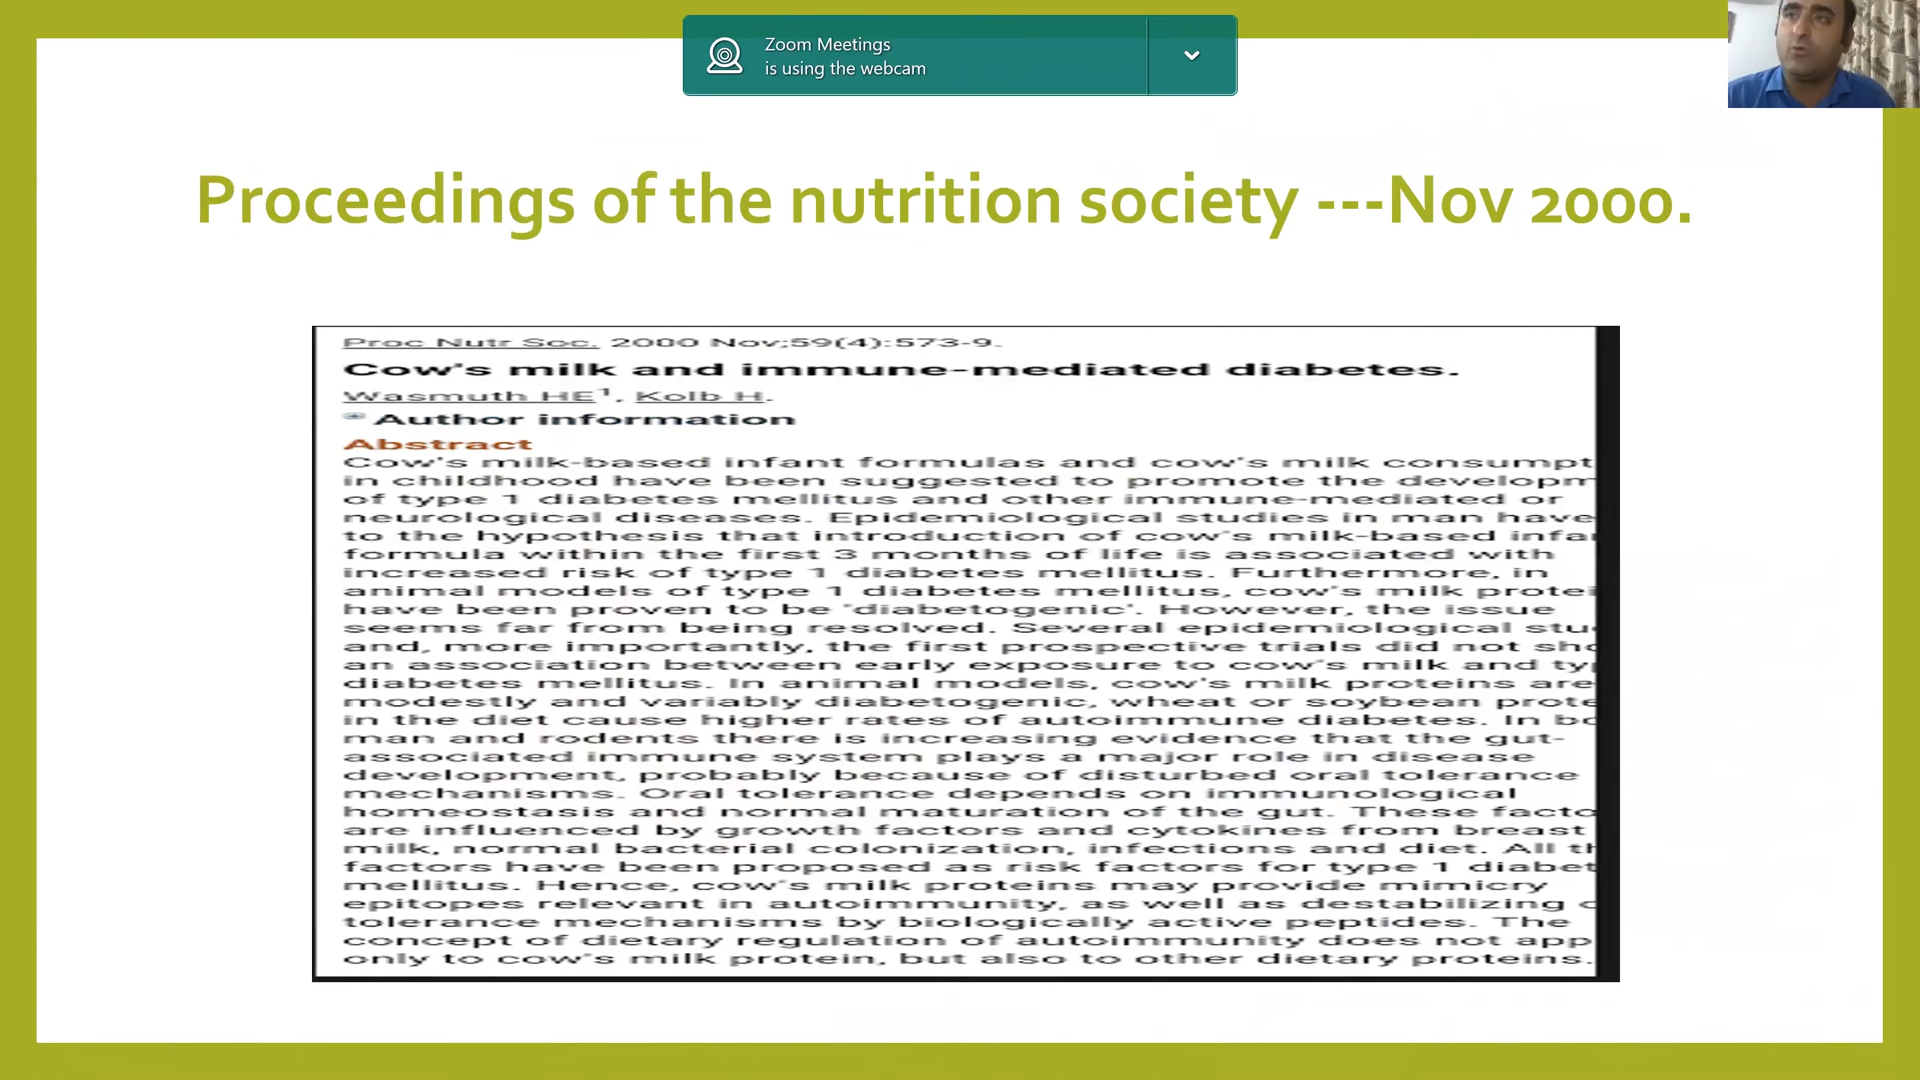 Zoom Meetings
is using the webcam
Proceedings of the nutrition society ---Nov 2000.
Proc Nutr Soc. 2000 Nov;59(4):573-9.
Cow's milk and immune-mediated diabetes.
Wasmuth HE1, Kolb H.
Author information
Abstract
Cow's milk-based infant formulas and cow's milk consumpt
in childhood have been suggested to promote the developm
of type 1 diabetes mellitus and other immune-mediated or
neurological diseases. Epidemiological studies in man have
to the hypothesis that introduction of cow's milk-based infa
formula within the first 3 months of life is associated with
increased risk of type 1 diabetes mellitus. Furthermore, in
animal models of type 1 diabetes mellitus, cow's milk protei
have been proven to be 'diabetogenic'. However, the issue
seems far from being resolved. Several epidemiological stu
and, more importantly, the first prospective trials did not sho
an association between early exposure to cow's milk and typ
diabetes mellitus. In animal models, cow's milk proteins are
modestly and variably diabetogenic, wheat or soybean prote
in the diet cause higher rates of autoimmune diabetes. In bo
man and rodents there is increasing evidence that the gut-
associated immune system plays a major role in disease
development, probably because of disturbed oral tolerance
mechanisms. Oral tolerance depends on immunological
homeostasis and normal maturation of the gut. These facto
are influenced by growth factors and cytokines from breast
milk, normal bacterial colonization, infections and diet. All th
factors have been proposed as risk factors for type 1 diabet
mellitus. Hence, cow's milk proteins may provide mimicry
epitopes relevant in autoimmunity, as well as destabilizing o
tolerance mechanisms by biologically active peptides. The
concept of dietary regulation of autoimmunity does not app
only to cow's milk protein, but also to other dietary proteins.